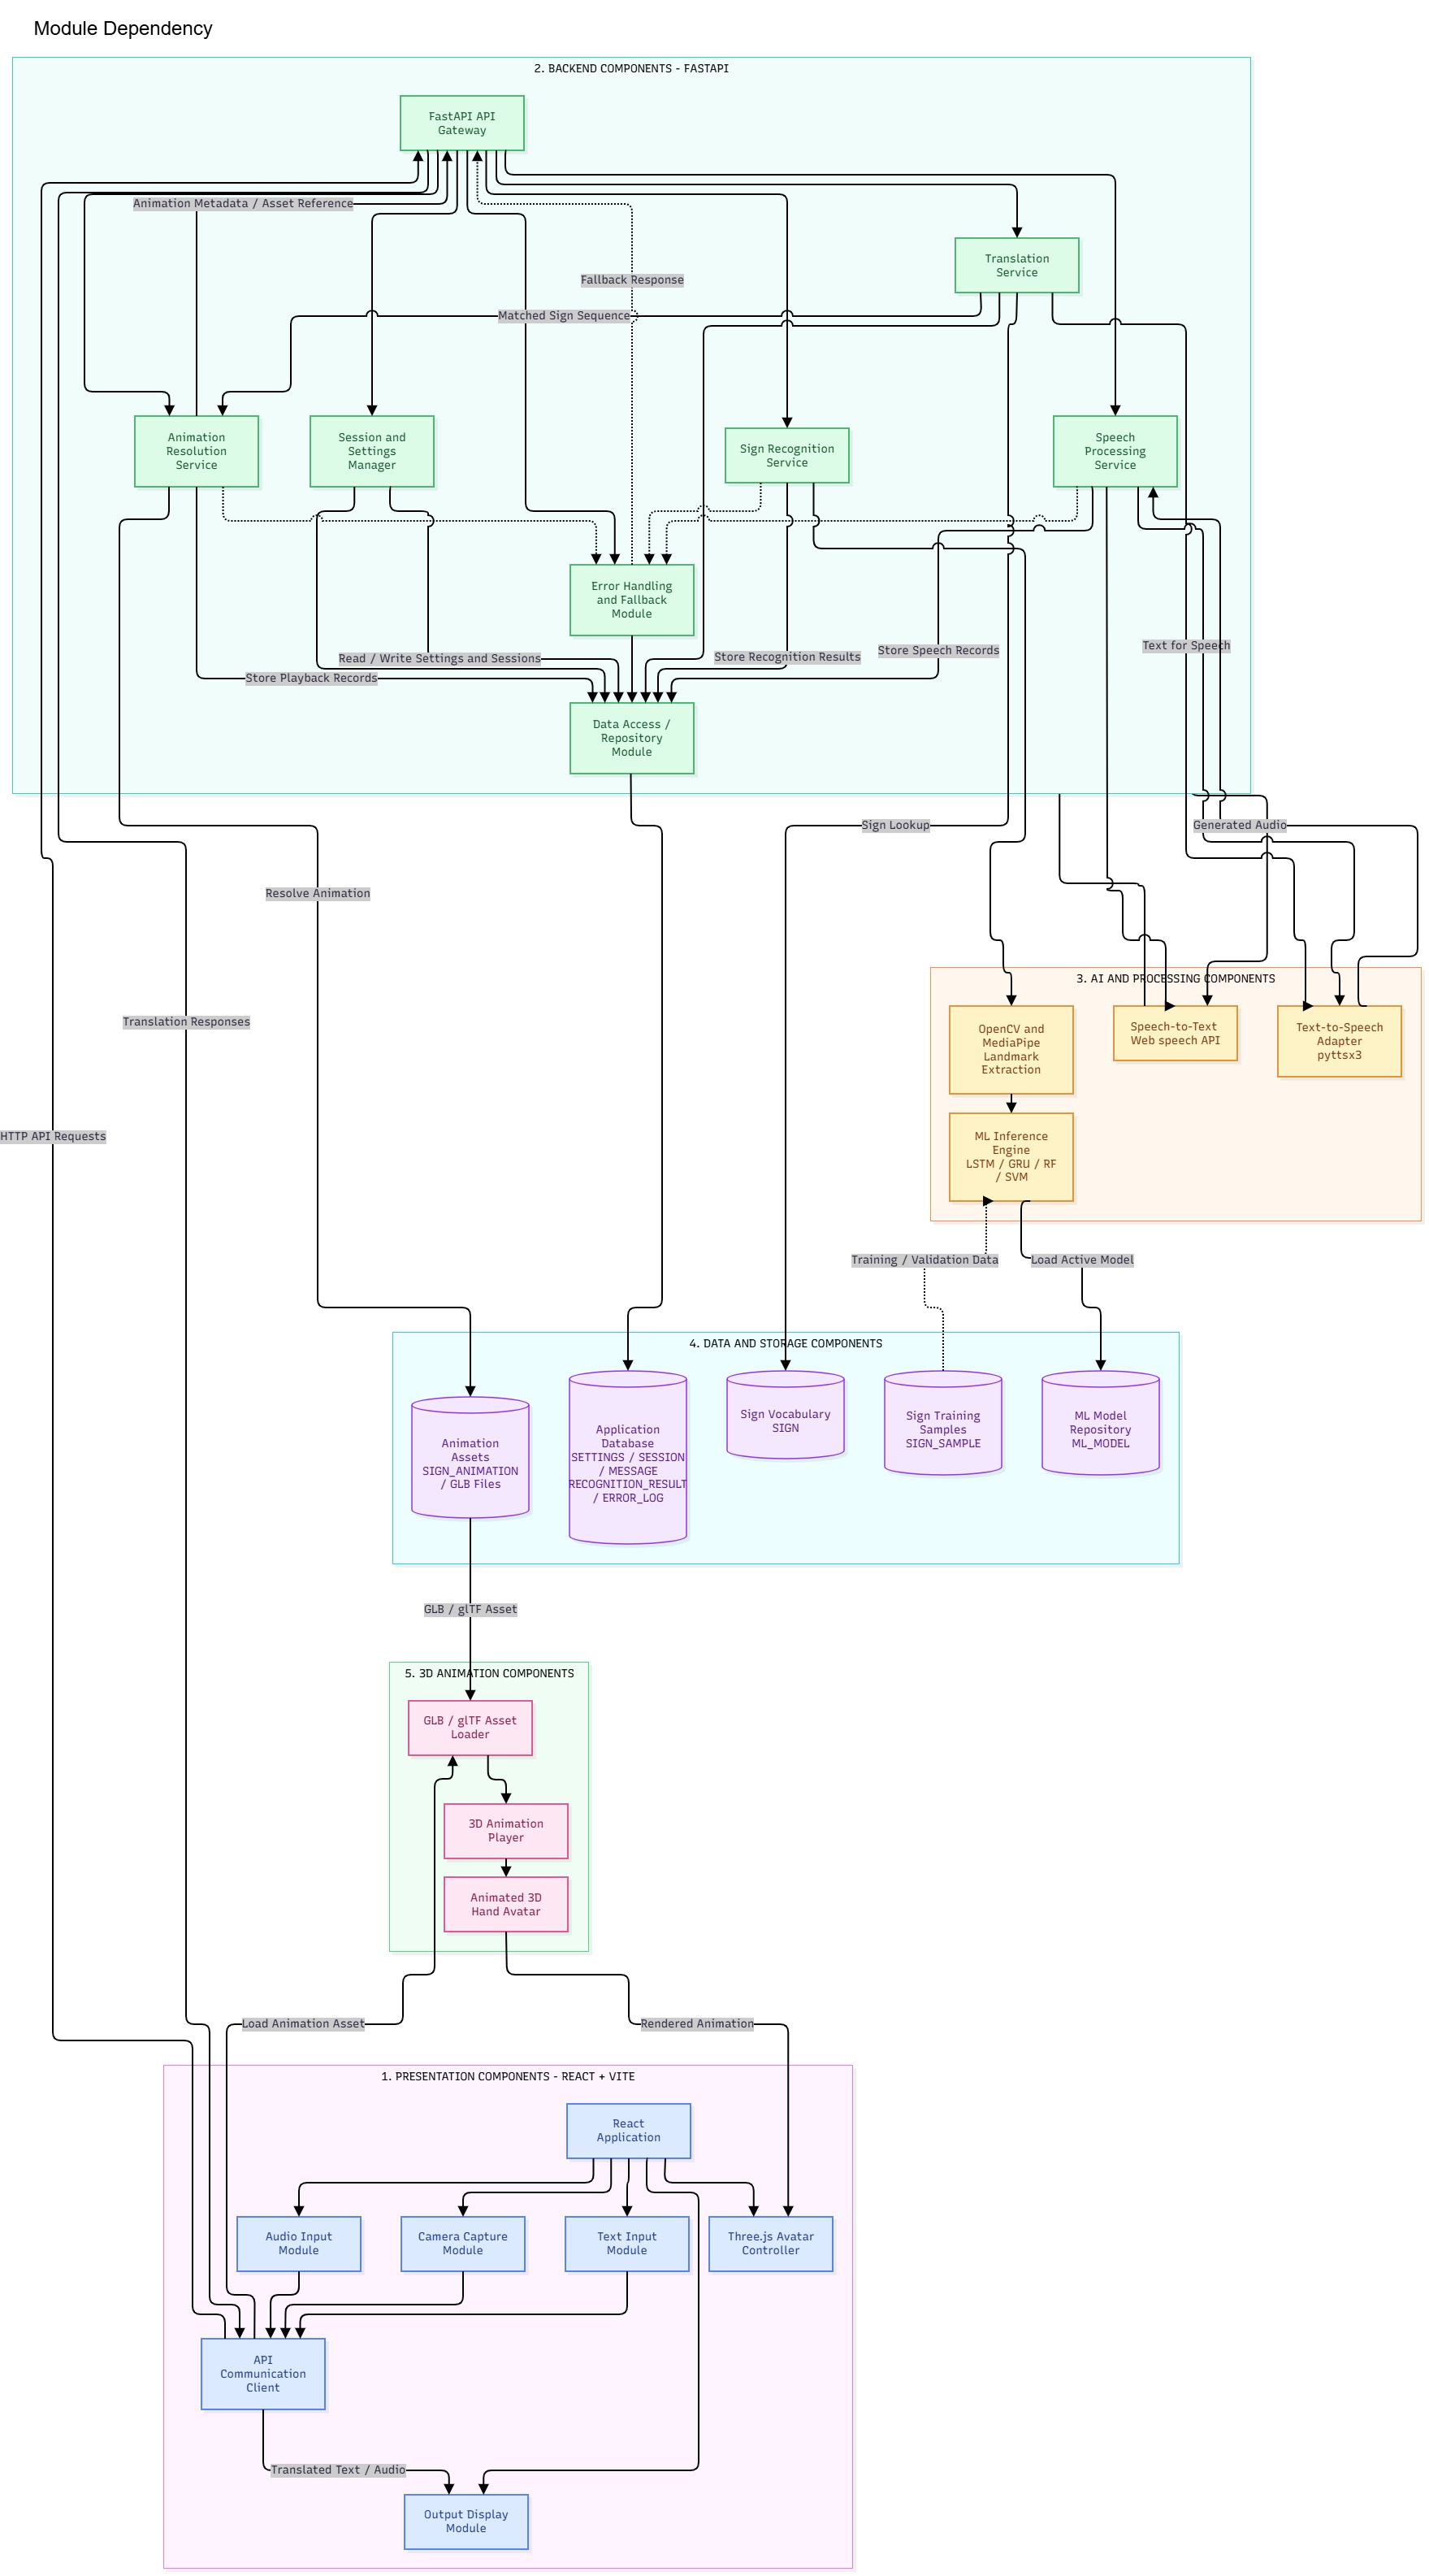 Module Dependency
2. BACKEND COMPONENTS - FASTAPI
FastAPI API
Gateway
Animation Metadata / Asset Reference
Translation
Service
Fallback Response
Matched Sign Sequence
Animation
Resolution
Service
Session and
Settings
Manager
Sign Recognition
Service
Speech
Processing
Service
Error Handling
and Fallback
Module
Read / Write Settings and Sessions
Store Recognition Results
Store Speech Records
Text for Speech
Store Playback Records
Data Access /
Repository
Module
Sign Lookup
Generated Audio
Resolve Animation
3. AI AND PROCESSING COMPONENTS
OpenCV and
MediaPipe
Landmark
Extraction
Speech-to-Text
Web speech API
Text-to-Speech
Adapter
pyttsx3
Translation Responses
HTTP API Requests
ML Inference
Engine
LSTM / GRU / RF
/ SVM
Training / Validation Data
Load Active Model
4. DATA AND STORAGE COMPONENTS
Animation
Assets
SIGN_ANIMATION
/ GLB Files
Application
Database
SETTINGS / SESSION
/ MESSAGE
RECOGNITION_RESULT
/ ERROR_LOG
Sign Vocabulary
SIGN
Sign Training
Samples
SIGN_SAMPLE
ML Model
Repository
ML_MODEL
GLB / glTF Asset
5. 3D ANIMATION COMPONENTS
GLB / glTF Asset
Loader
3D Animation
Player
Animated 3D
Hand Avatar
Load Animation Asset
Rendered Animation
1. PRESENTATION COMPONENTS - REACT + VITE
React
Application
Audio Input
Module
Camera Capture
Module
Text Input
Module
Three.js Avatar
Controller
API
Communication
Client
Translated Text / Audio
Output Display
Module